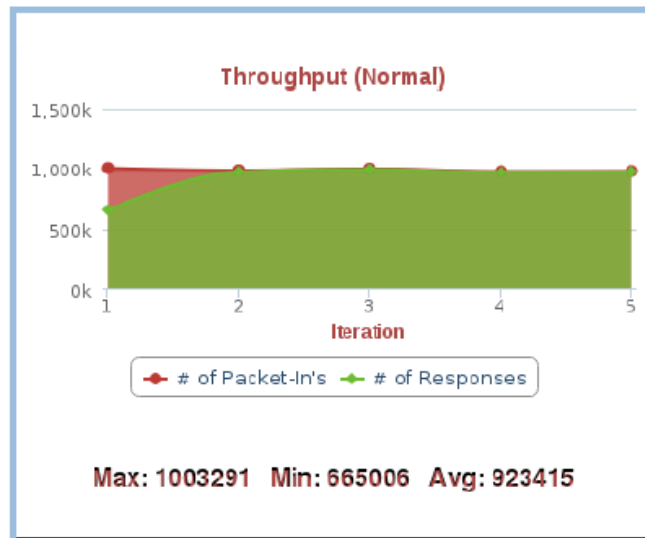 Throughput (Normal)
1,500k
1,000k
500k
0k
1 2 3 4 5
Iteration
# of Packet-In's # of Responses
Max: 1003291 Min: 665006 Avg: 923415